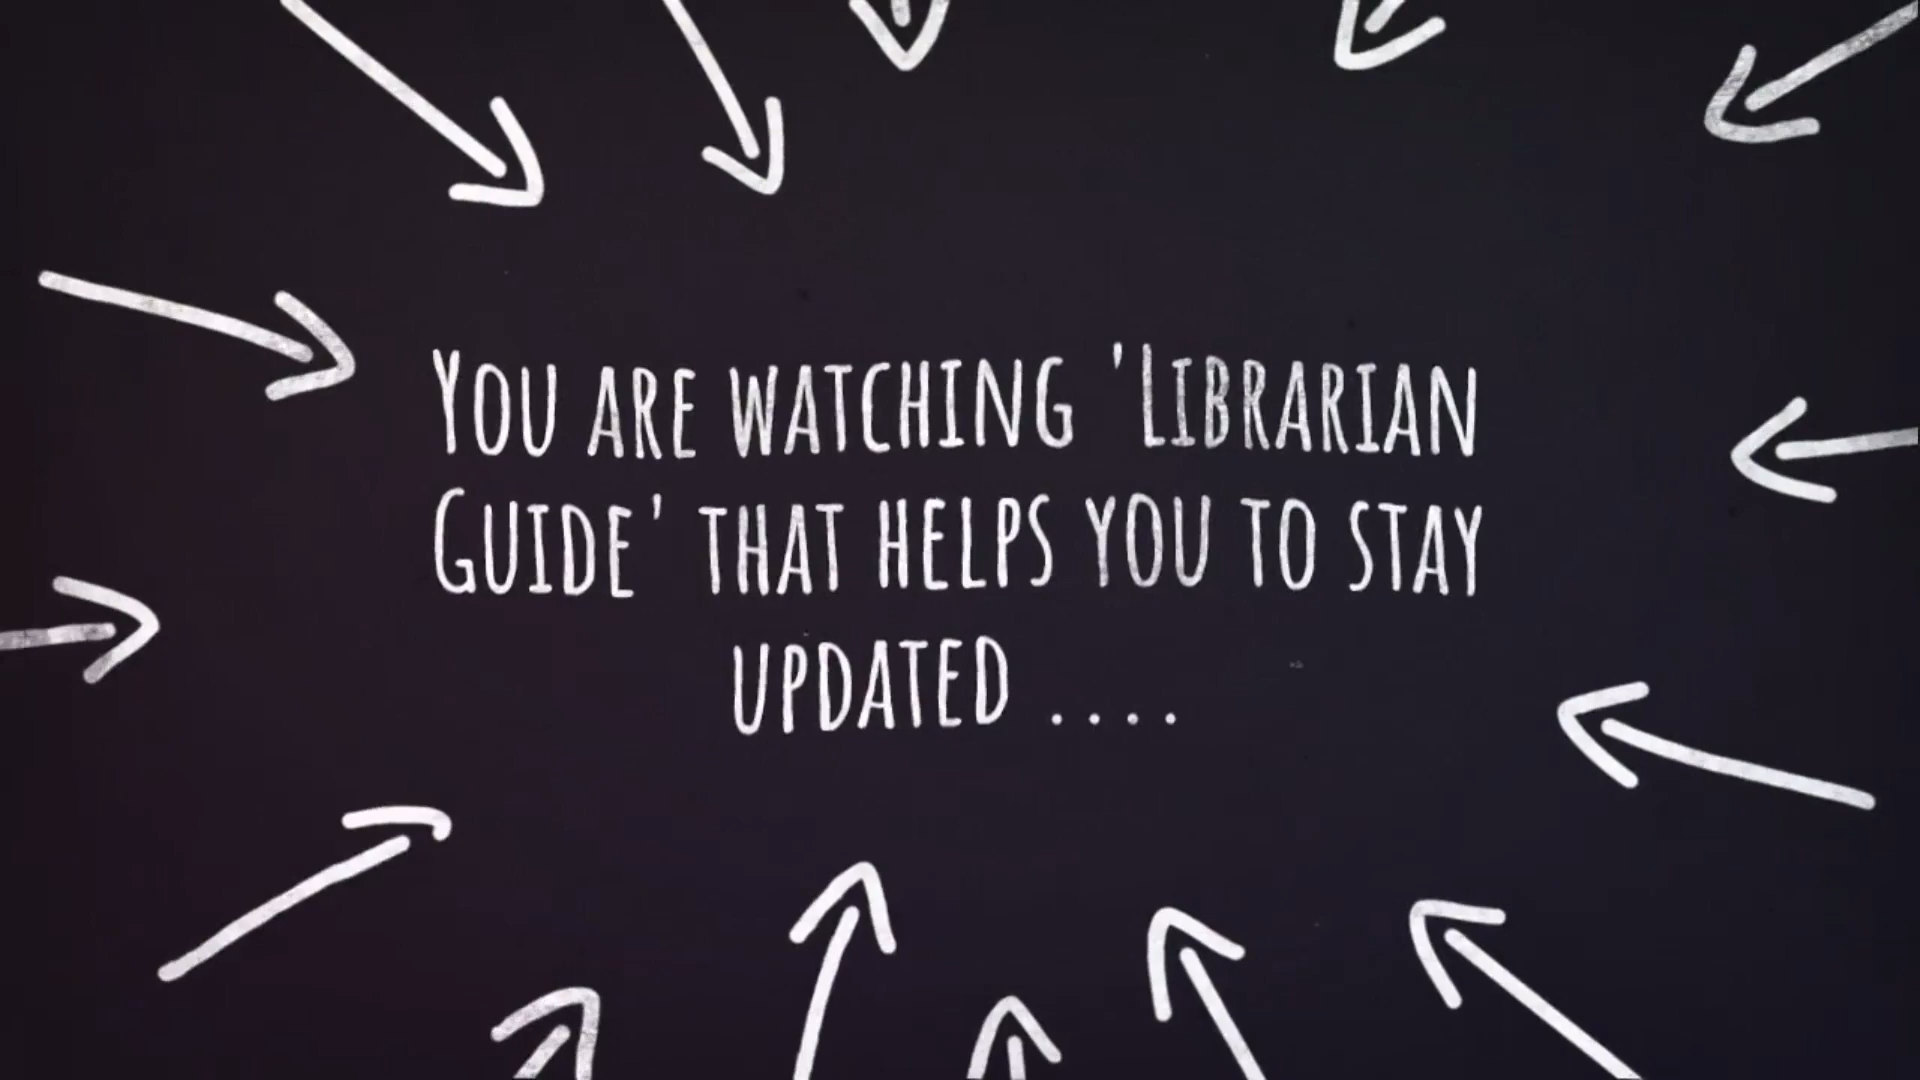 You are watching 'Librarian
Guide' that helps you to stay
updated ....